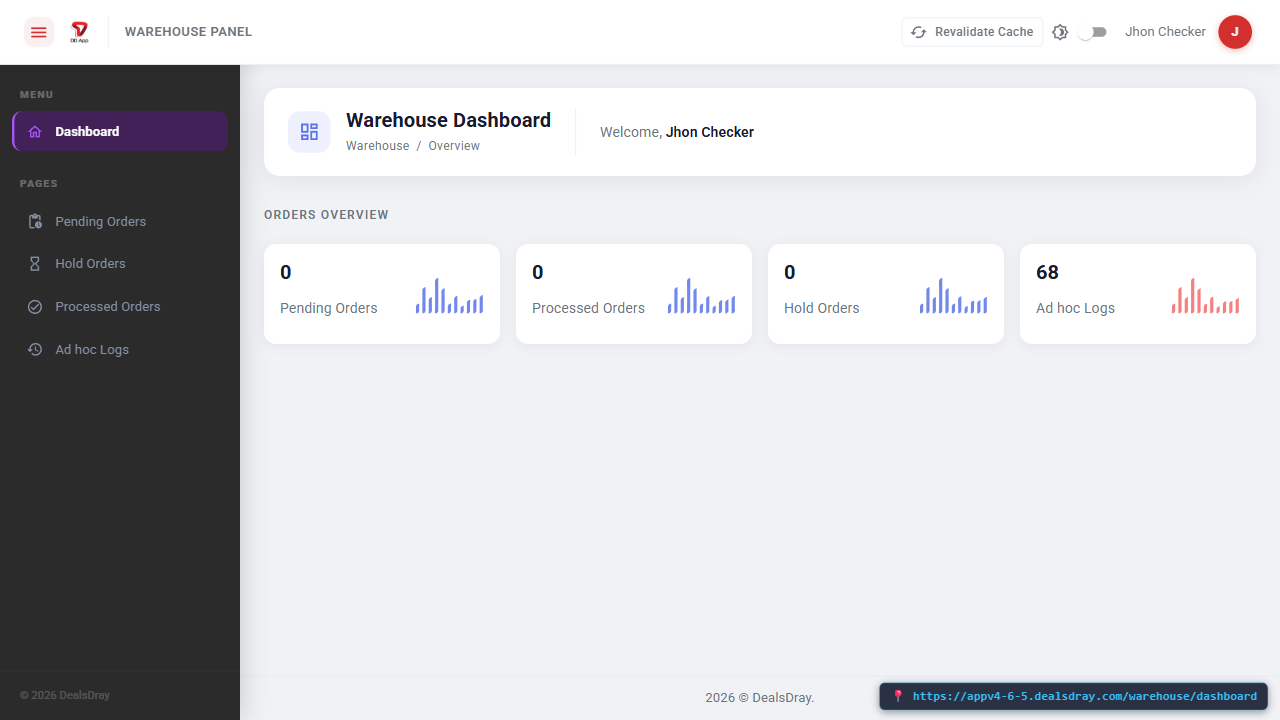 DD App
WAREHOUSE PANEL
Revalidate Cache
Jhon Checker
J
MENU
Dashboard
PAGES
Pending Orders
Hold Orders
Processed Orders
Ad hoc Logs
© 2026 DealsDray
Warehouse Dashboard
Warehouse / Overview
Welcome, Jhon Checker
ORDERS OVERVIEW
0
Pending Orders
0
Processed Orders
0
Hold Orders
68
Ad hoc Logs
2026 © DealsDray.
https://appv4-6-5.dealsdray.com/warehouse/dashboard